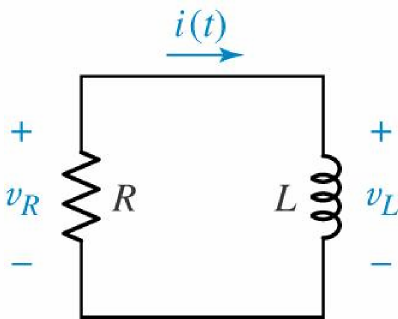 i(t)
+ +
v_R R L v_L
− −